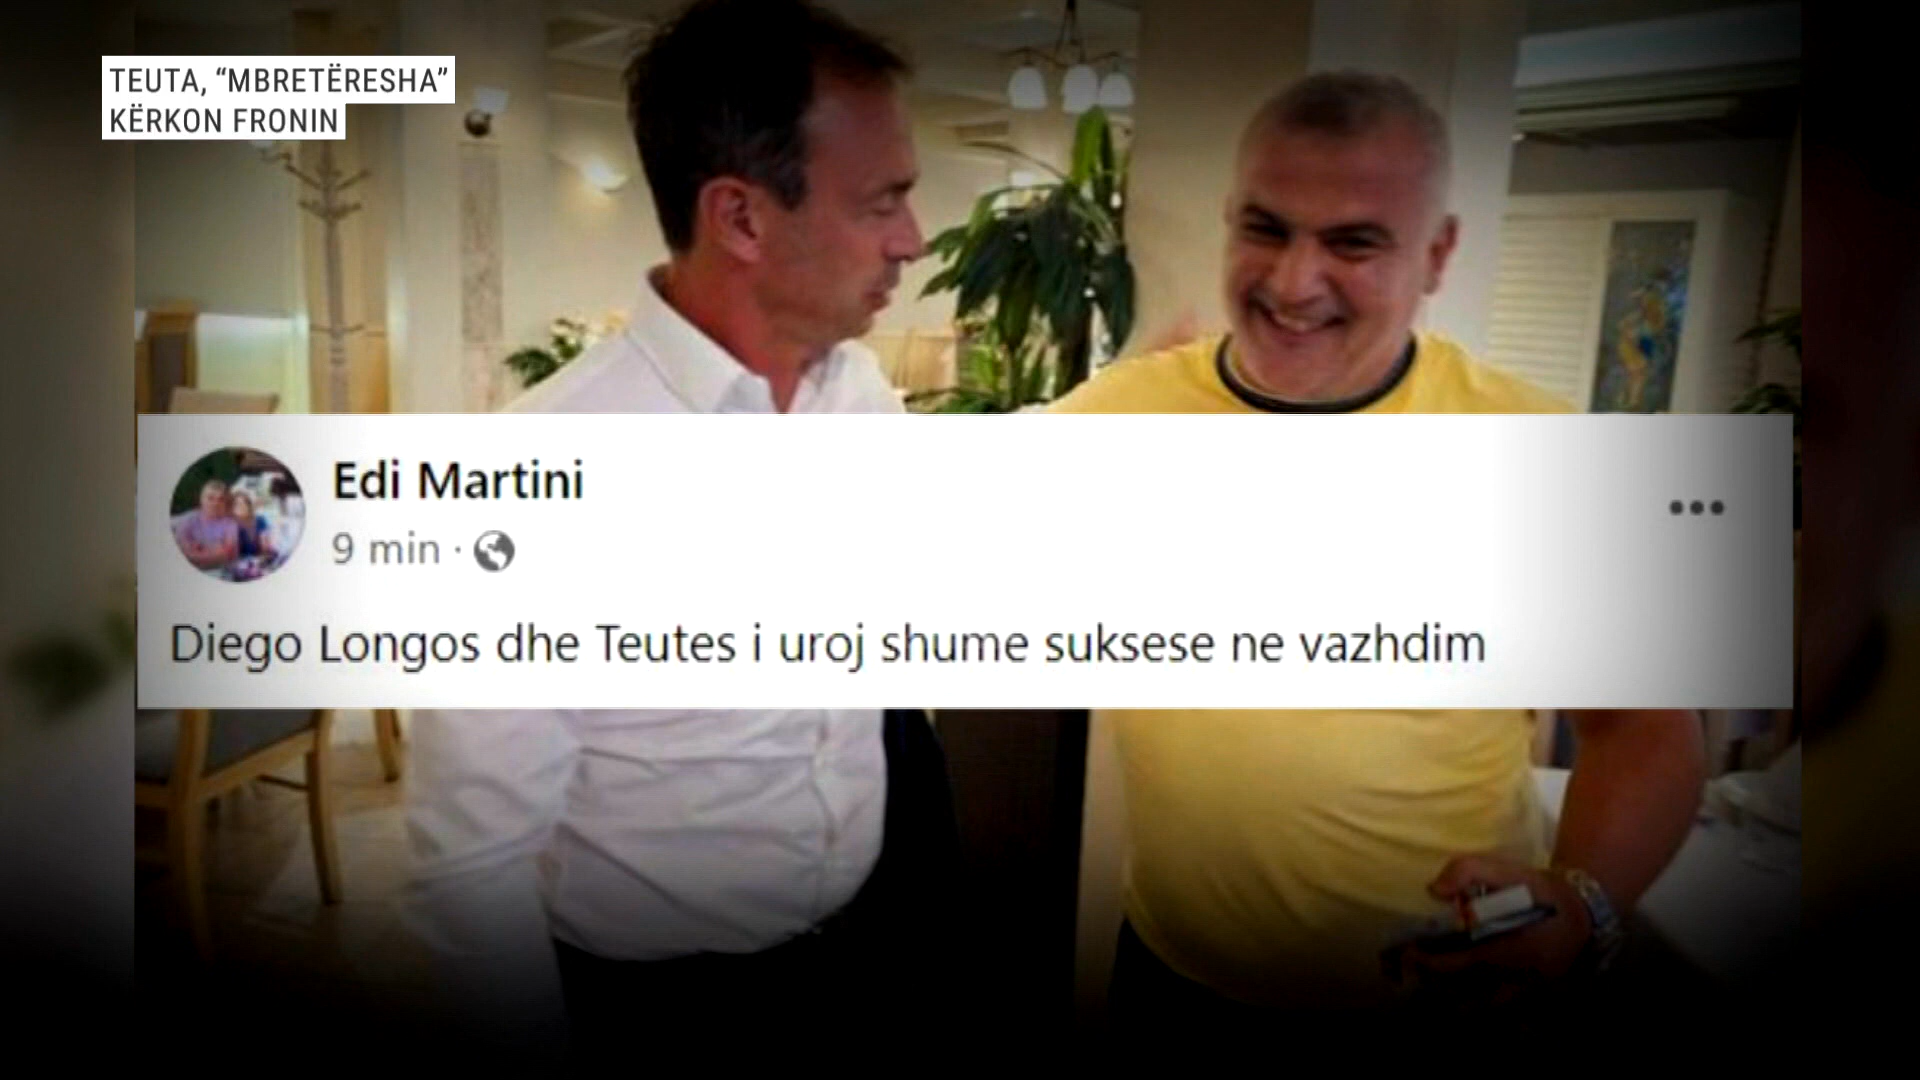 TEUTA, “MBRETËRESHA”
KËRKON FRONIN
Edi Martini
9 min ·
Diego Longos dhe Teutes i uroj shume suksese ne vazhdim